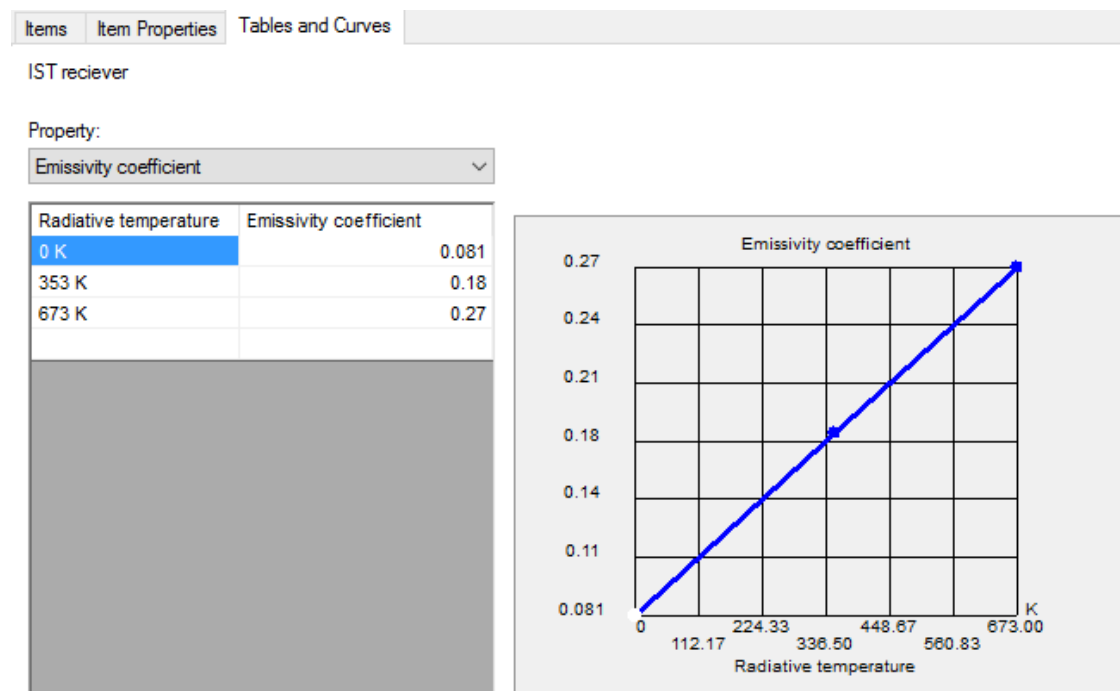 Items Item Properties Tables and Curves
IST reciever
Property:
Emissivity coefficient
Radiative temperature Emissivity coefficient
0 K 0.081
353 K 0.18
673 K 0.27
Emissivity coefficient
0.27
0.24
0.21
0.18
0.14
0.11
0.081
K
0 224.33 448.67 673.00
112.17 336.50 560.83
Radiative temperature